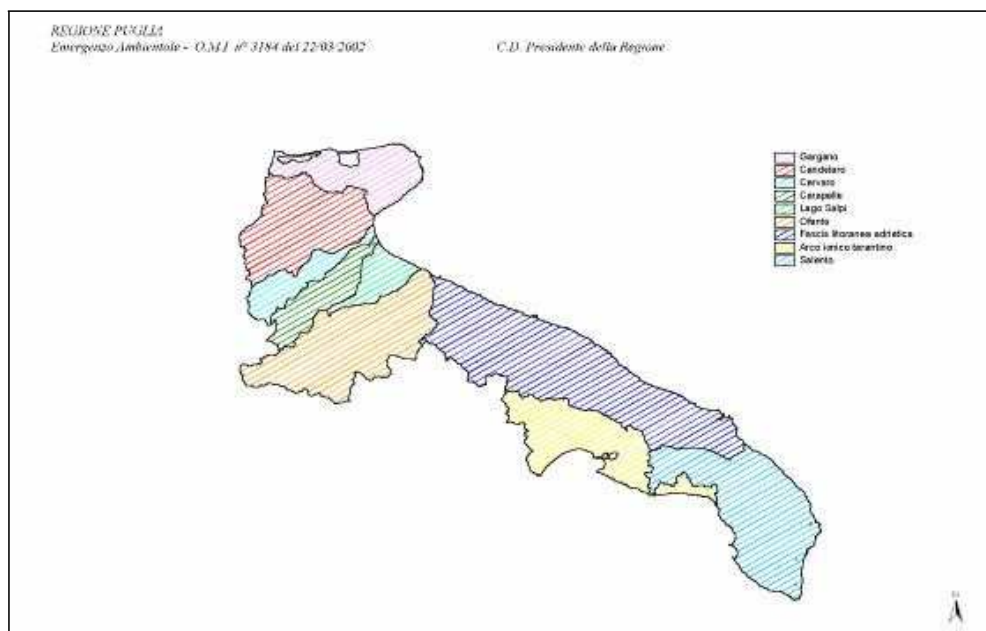 REGIONE PUGLIA
Emergenza Ambientale - O.M.I n° 3184 del 22/03/2002
C.D. Presidente della Regione
Gargano
Candelaro
Cervaro
Carapelle
Lago Salpi
Ofanto
Fascia litoranea adriatica
Arco ionico tarantino
Salento